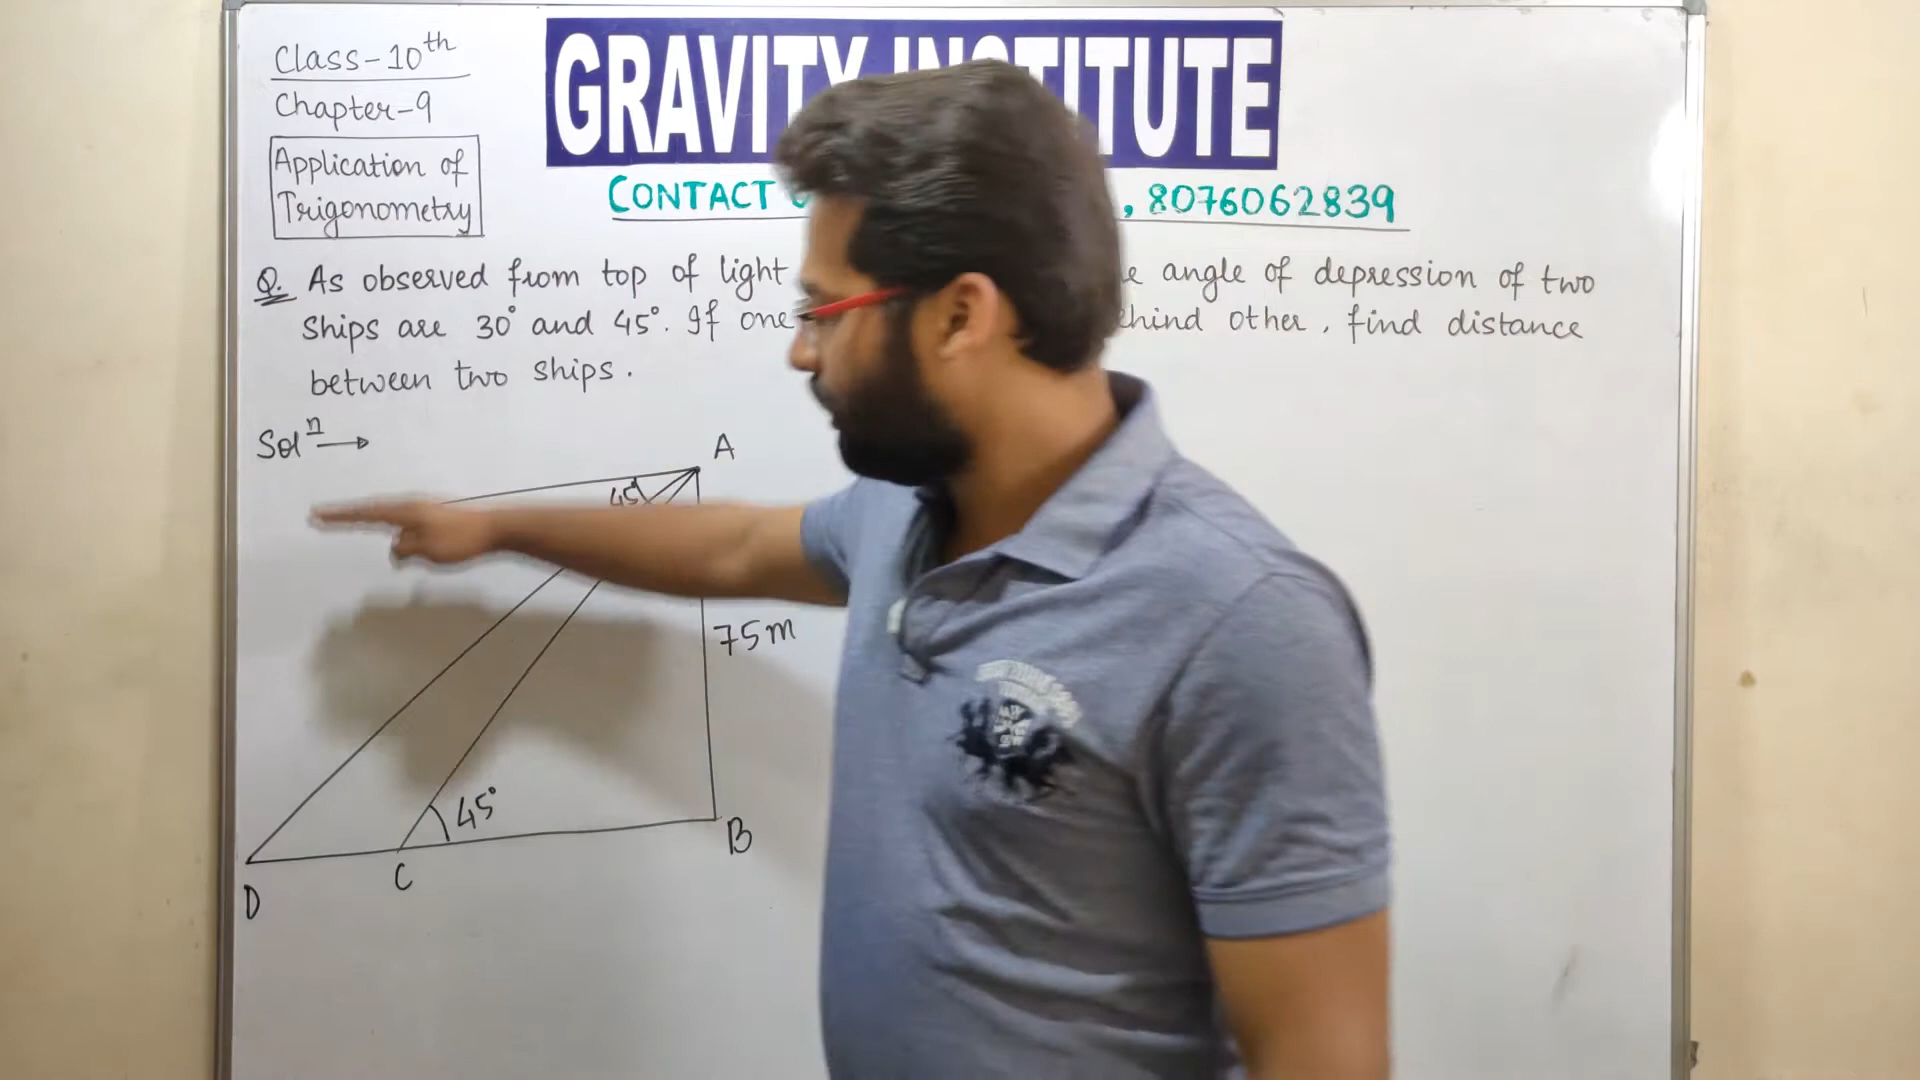 Class-10th
Chapter-9
Application of
Trigonometry
GRAVITY INSTITUTE
CONTACT , 8076062839
Q. As observed from top of light angle of depression of two
ships are 30° and 45°. If one other, find distance
between two ships.
Soln →
A
45°
75m
45°
B
C
D